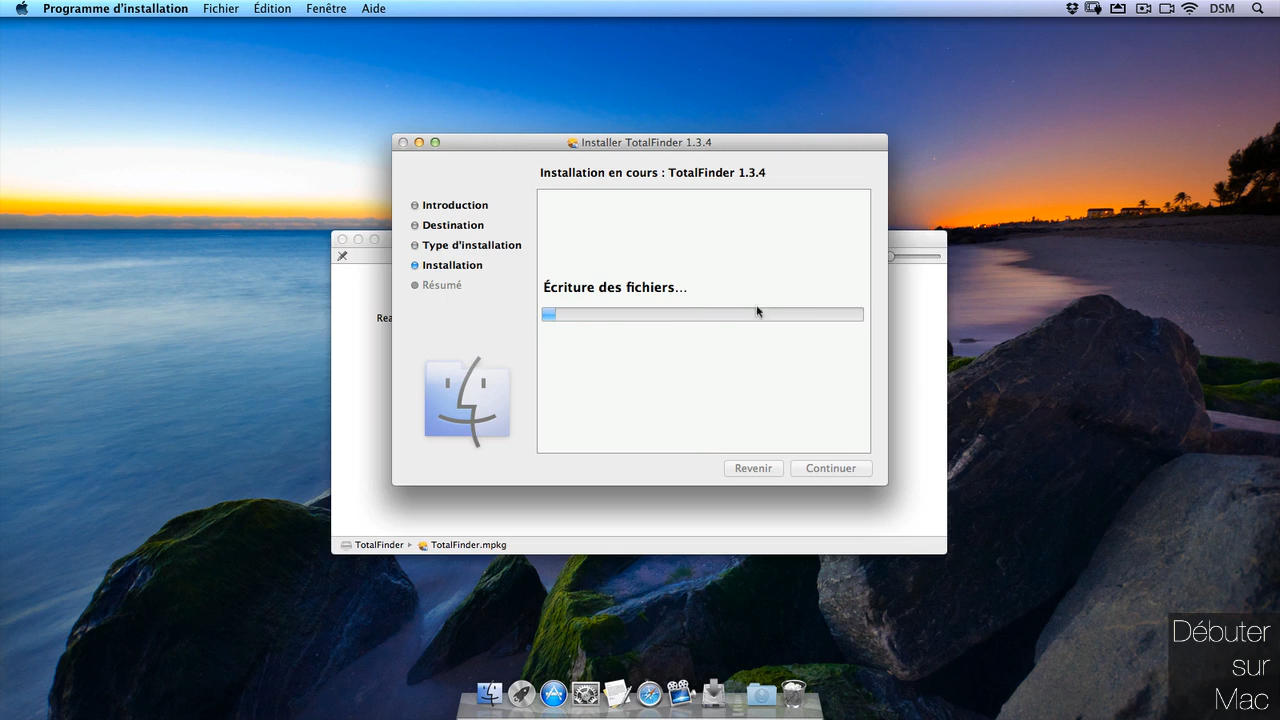 Programme d'installation Fichier Édition Fenêtre Aide DSM
Installer TotalFinder 1.3.4
Installation en cours : TotalFinder 1.3.4
Introduction
Destination
Type d'installation
Installation
Résumé
Écriture des fichiers...
Rea
Revenir Continuer
TotalFinder TotalFinder.mpkg
Débuter
sur
Mac